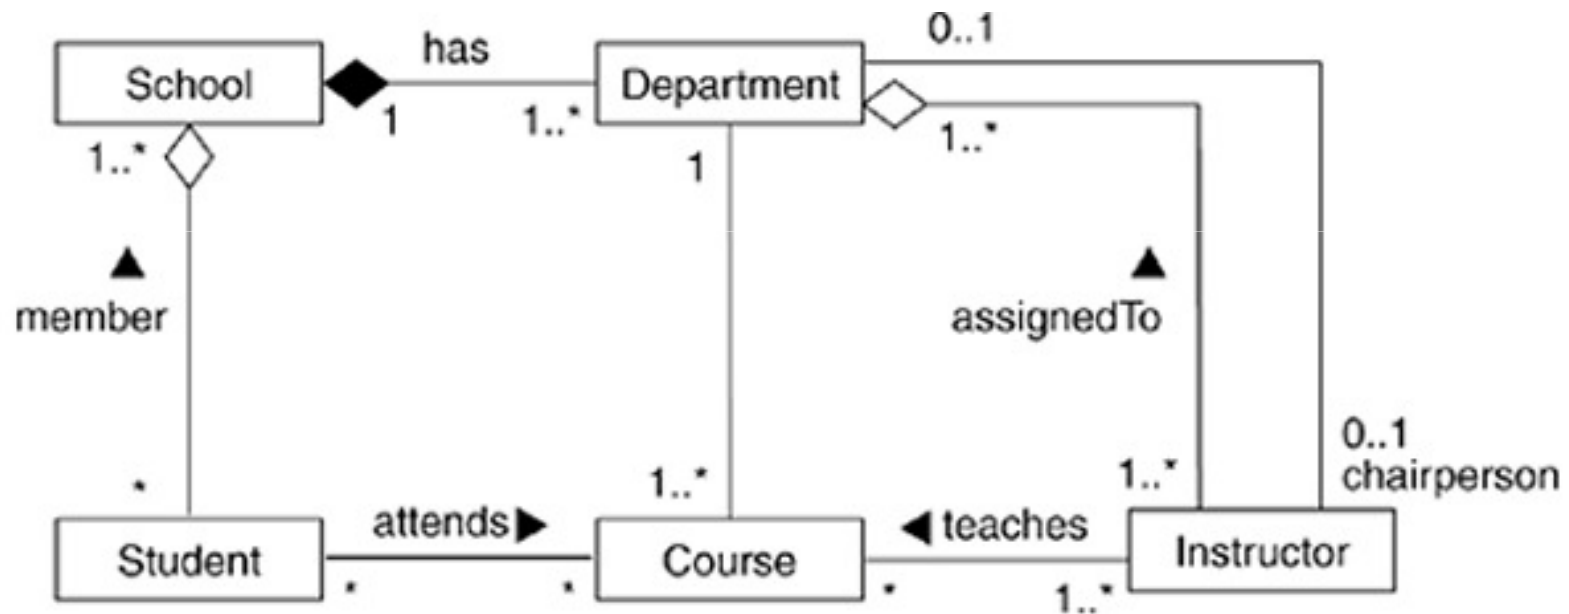 0..1
has
School
Department
1
1..*
1..*
1..*
1
member
assignedTo
0..1
chairperson
*
1..*
1..*
attends
teaches
Student
Course
Instructor
*
*
*
1..*